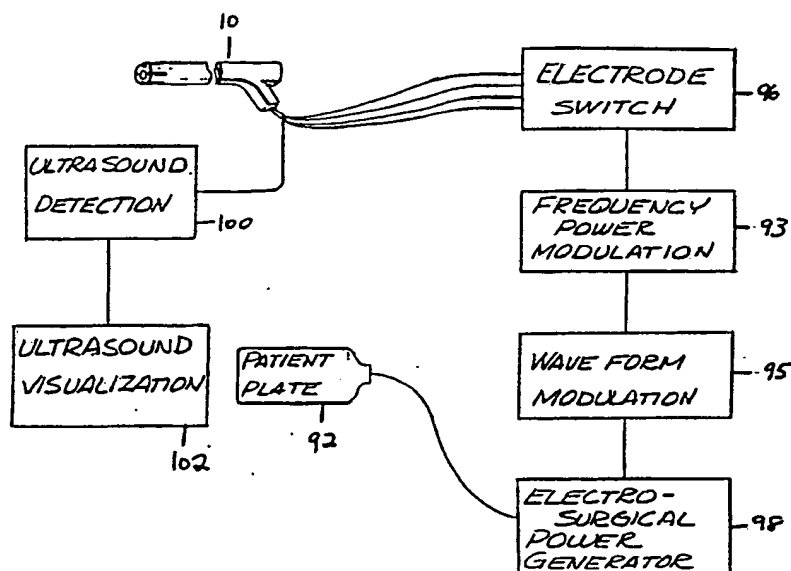 10
ELECTRODE
SWITCH
96
ULTRASOUND
DETECTION
100
FREQUENCY
POWER
MODULATION
93
ULTRASOUND
VISUALIZATION
102
PATIENT
PLATE
92
WAVE FORM
MODULATION
95
ELECTRO-
SURGICAL
POWER
GENERATOR
98